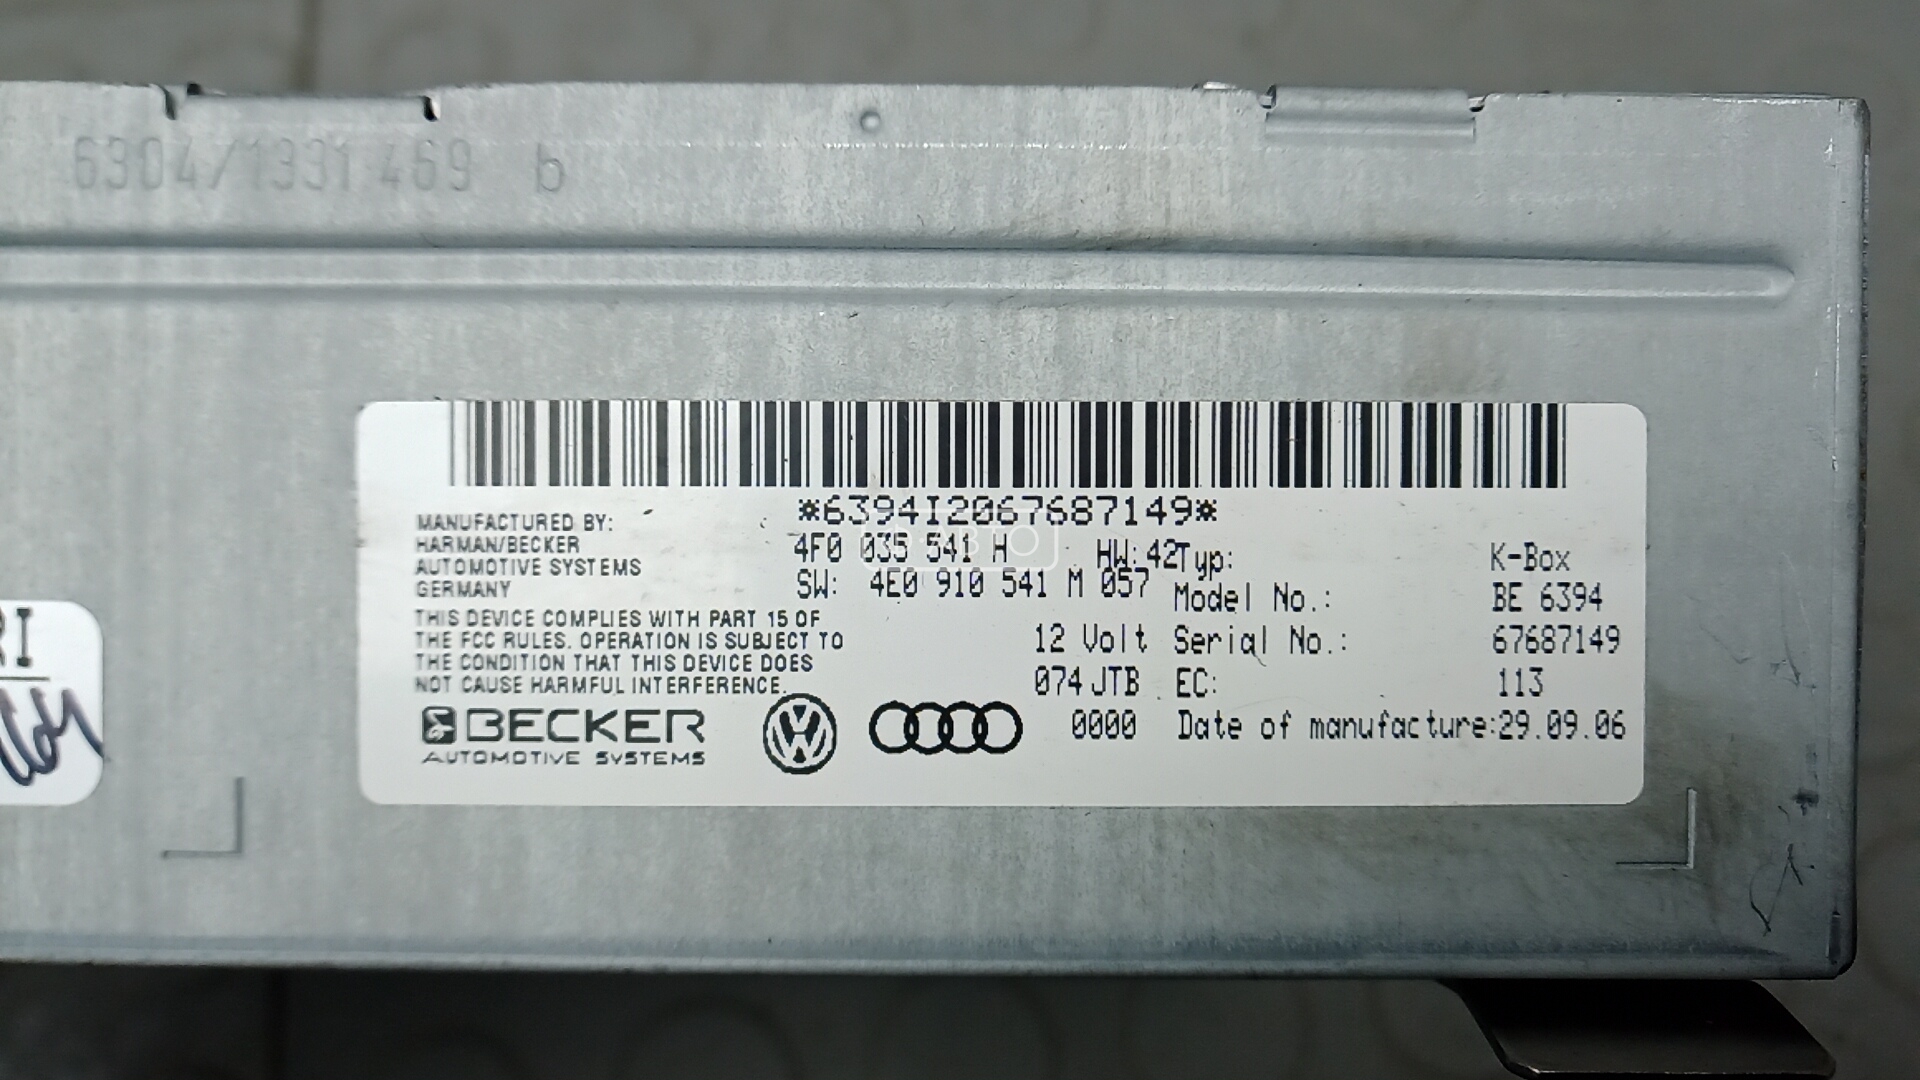 6304/1331 469 b
*6394I2067687149*
MANUFACTURED BY:
HARMAN/BECKER
AUTOMOTIVE SYSTEMS
GERMANY
4F0 035 541 H HW:42
SW: 4E0 910 541 M 057
THIS DEVICE COMPLIES WITH PART 15 OF
THE FCC RULES. OPERATION IS SUBJECT TO
THE CONDITION THAT THIS DEVICE DOES
NOT CAUSE HARMFUL INTERFERENCE.
12 Volt
074 JTB
0000
Typ: K-Box
Model No.: BE 6394
Serial No.: 67687149
EC: 113
Date of manufacture:29.09.06
BECKER
AUTOMOTIVE SYSTEMS